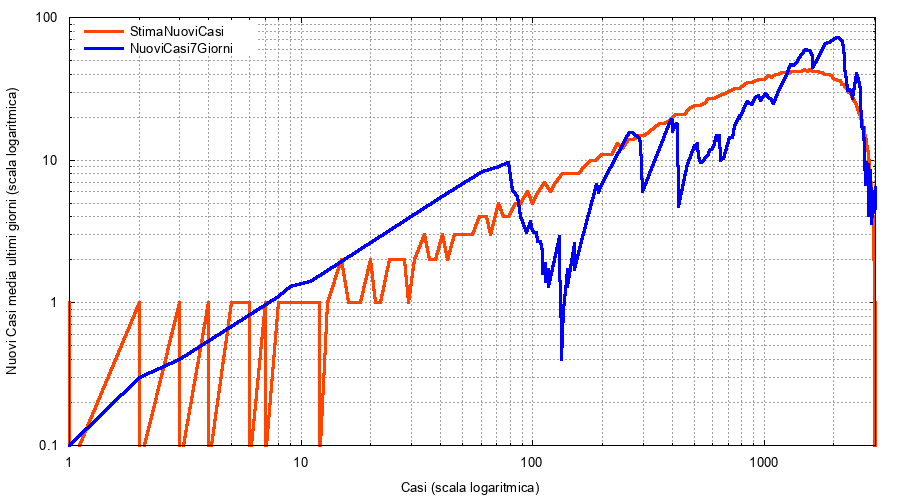 100
StimaNuoviCasi
NuoviCasi7Giorni
10
1
0.1
Nuovi Casi media ultimi giorni (scala logaritmica)
1
10
100
1000
Casi (scala logaritmica)